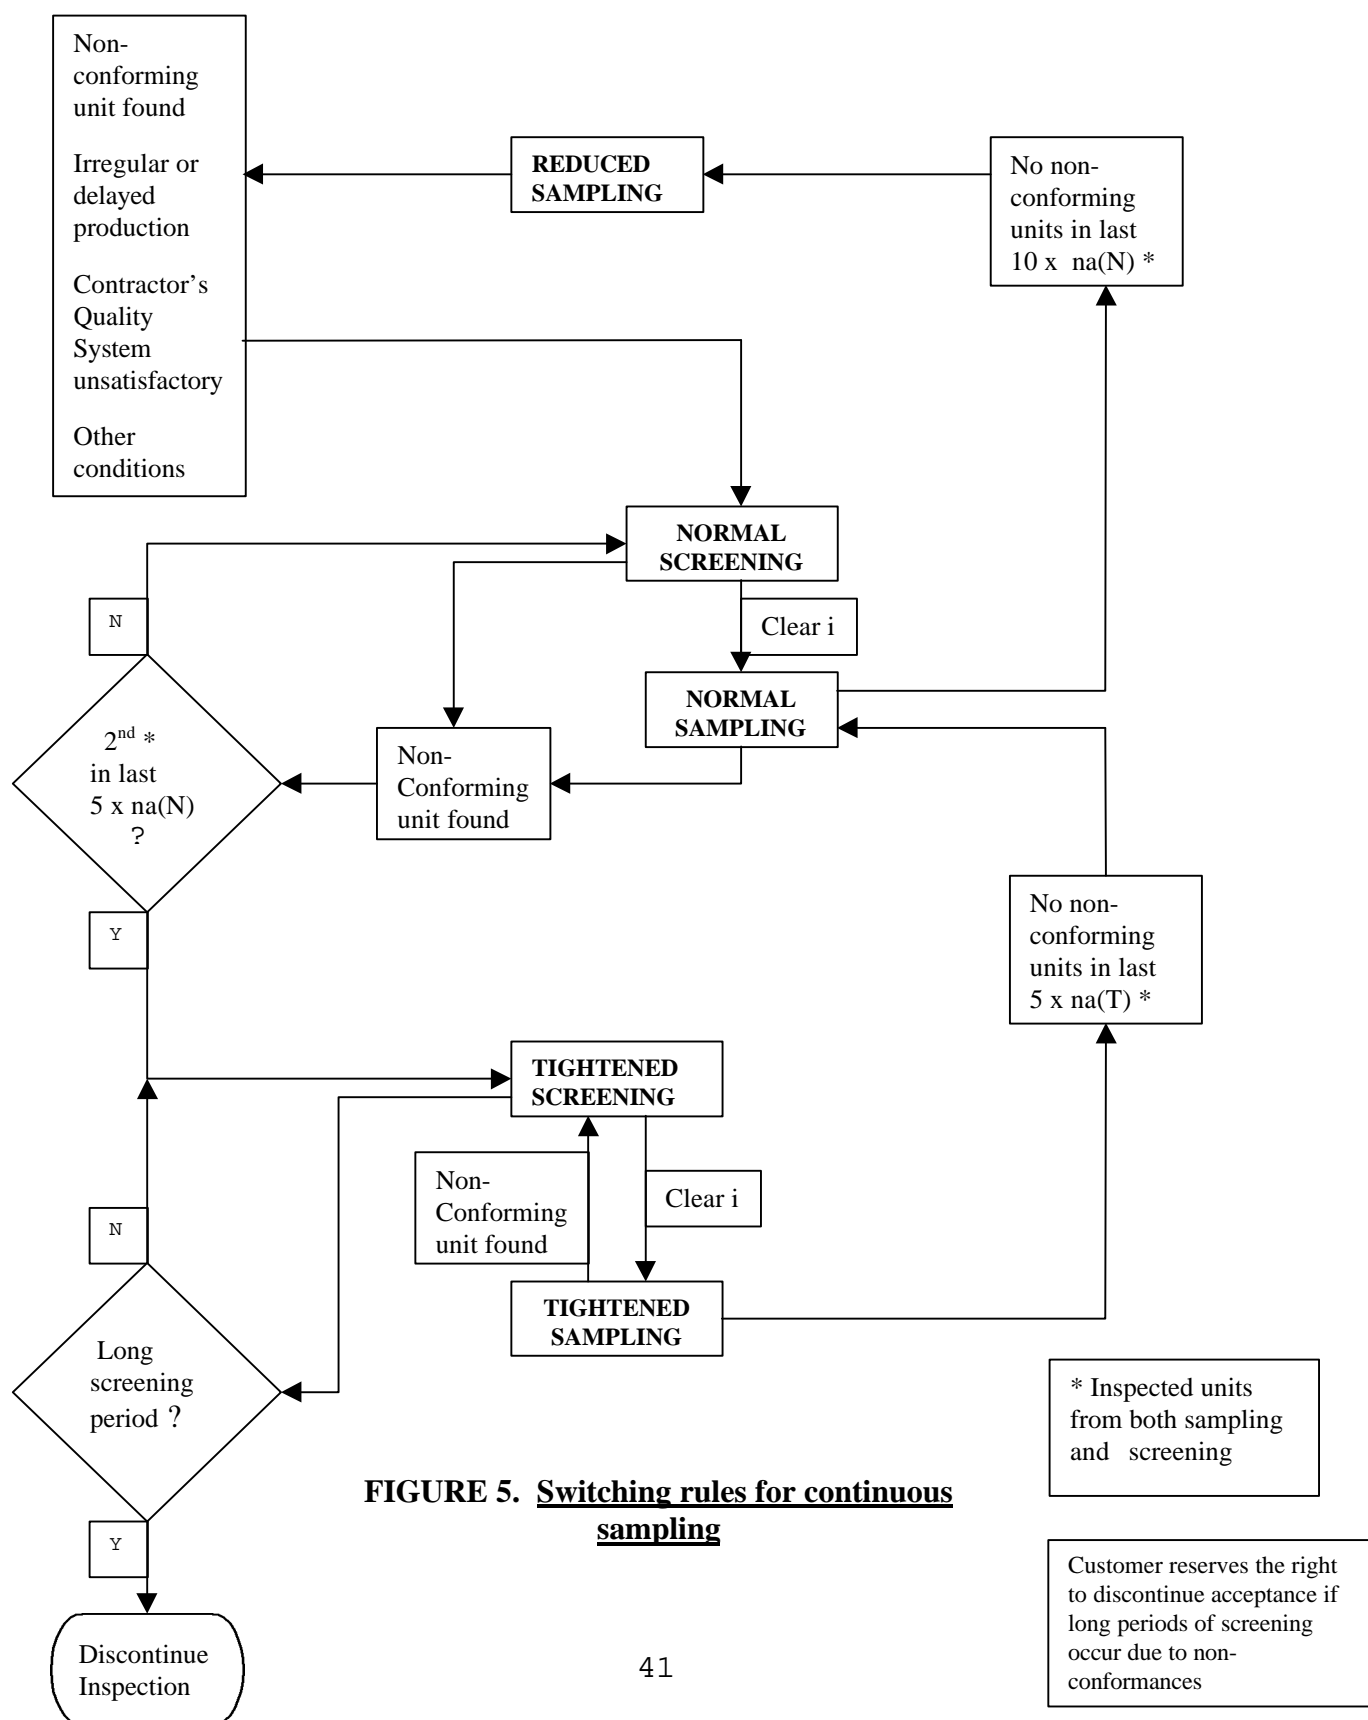 Non-
conforming
unit found
Irregular or
delayed
production
Contractor’s
Quality
System
unsatisfactory
Other
conditions
REDUCED
SAMPLING
No non-
conforming
units in last
10 x na(N) *
NORMAL
SCREENING
N
Clear i
NORMAL
SAMPLING
2nd *
in last
5 x na(N)
?
Non-
Conforming
unit found
Y
No non-
conforming
units in last
5 x na(T) *
TIGHTENED
SCREENING
Non-
Conforming
unit found
Clear i
N
TIGHTENED
SAMPLING
Long
screening
period ?
* Inspected units
from both sampling
and screening
FIGURE 5. Switching rules for continuous
sampling
Y
Customer reserves the right
to discontinue acceptance if
long periods of screening
occur due to non-
conformances
Discontinue
Inspection
41